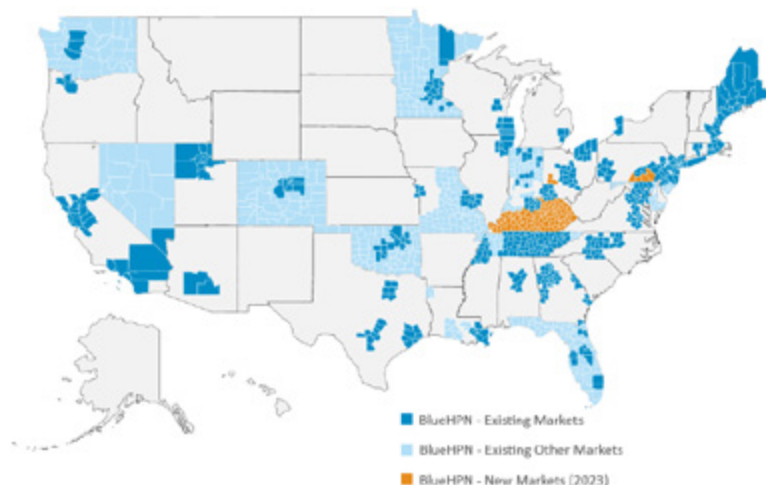 BlueHPN - Existing Markets
BlueHPN - Existing Other Markets
BlueHPN - New Markets (2023)